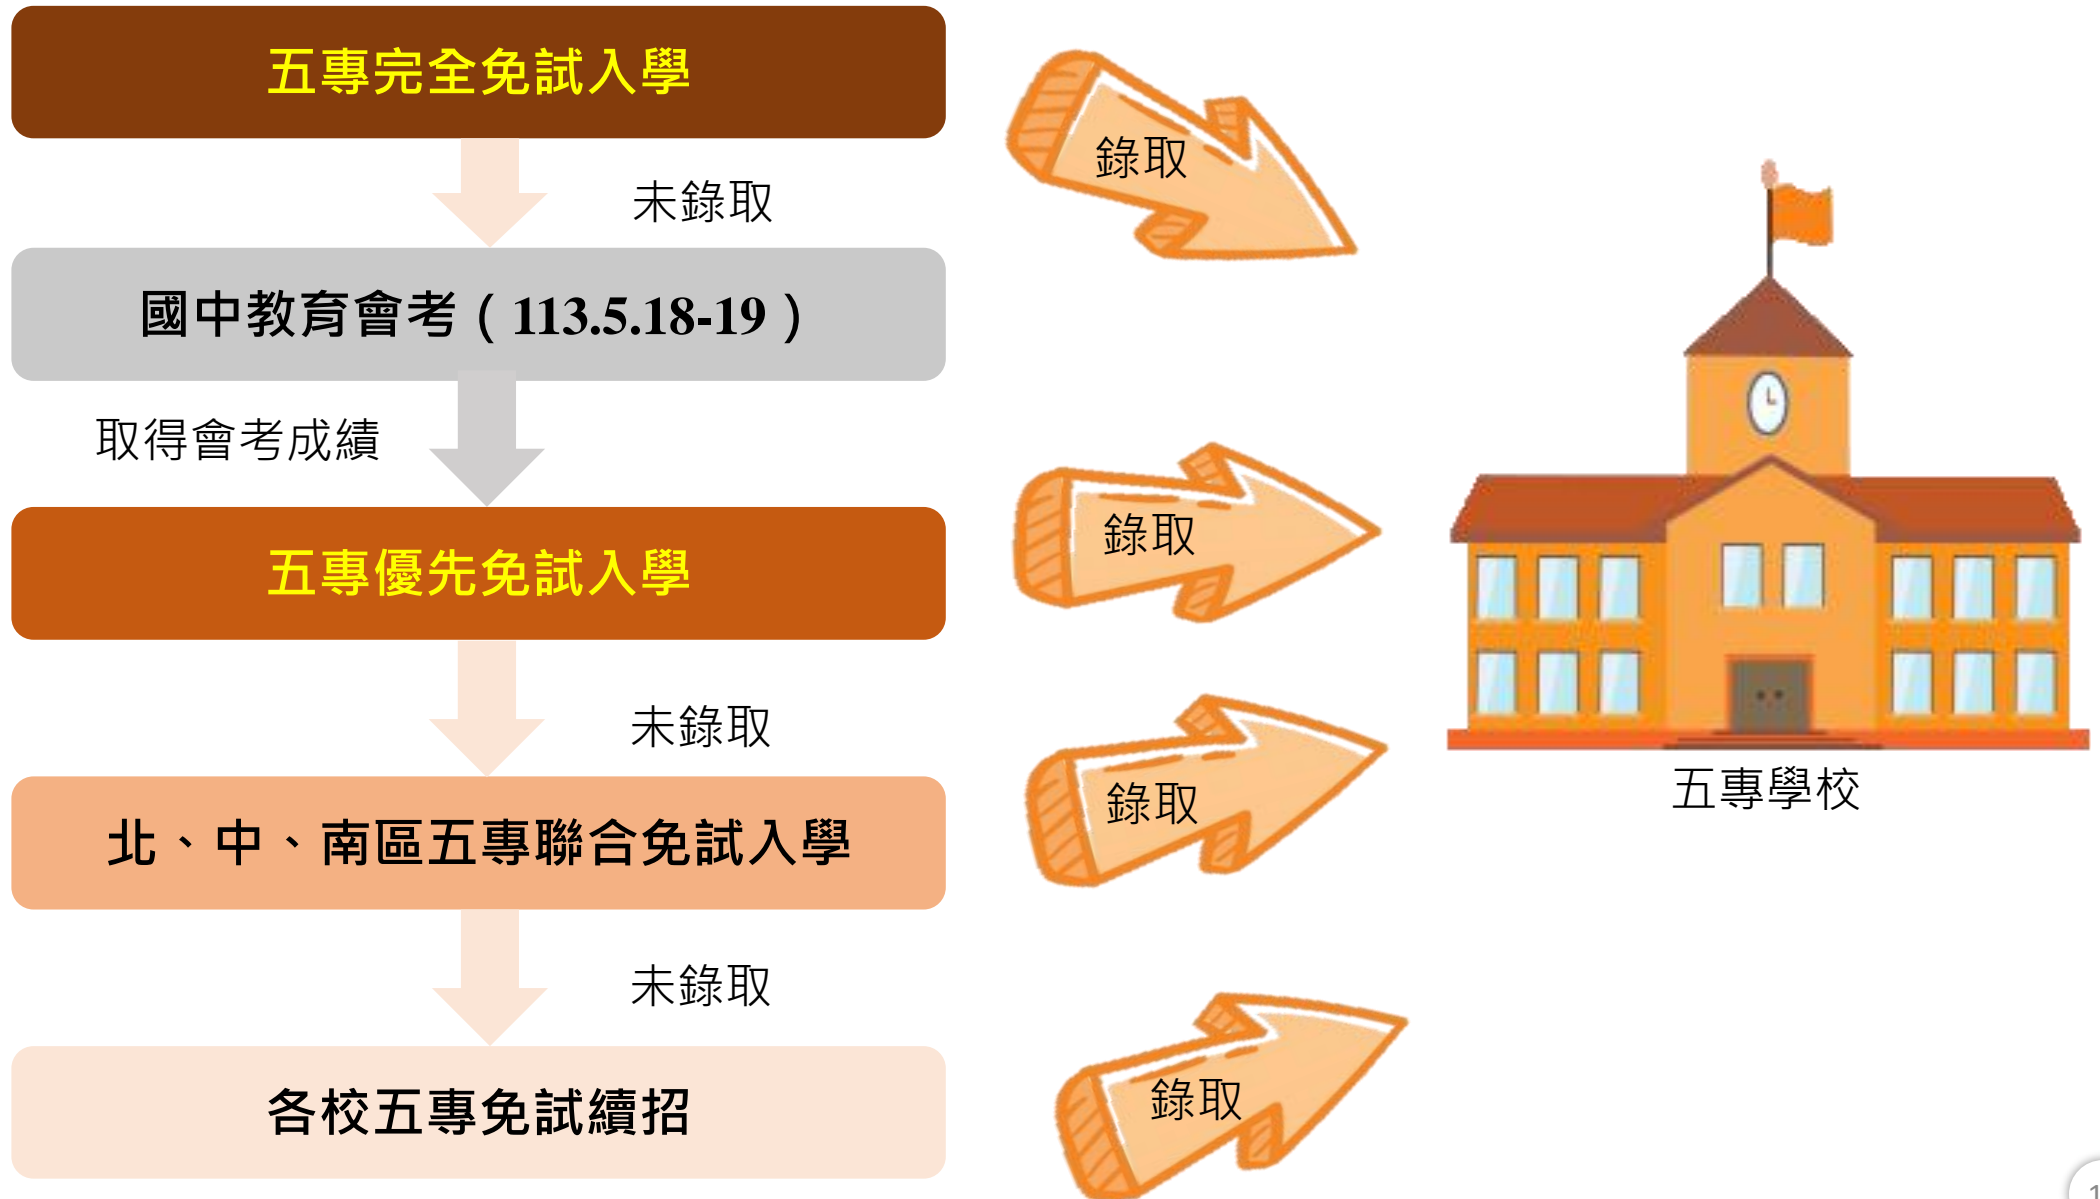 五專完全免試入學
錄取
未錄取
國中教育會考（113.5.18-19）
取得會考成績
五專優先免試入學
錄取
未錄取
錄取
五專學校
北、中、南區五專聯合免試入學
未錄取
各校五專免試續招
錄取